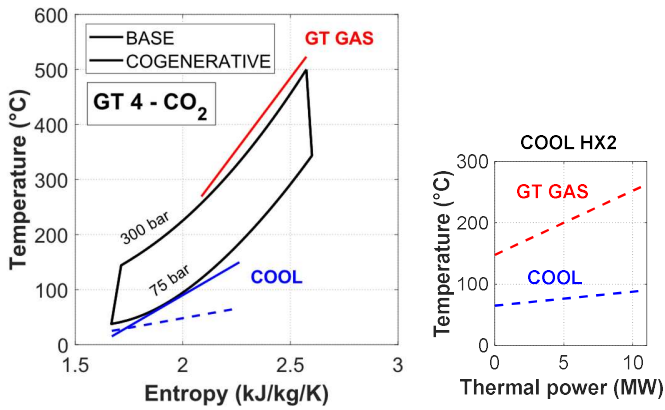 600
500
400
300
200
100
0
Temperature (°C)
BASE
COGENERATIVE
GT 4 - CO2
GT GAS
300 bar
75 bar
COOL
1.5
2
2.5
3
Entropy (kJ/kg/K)
COOL HX2
300
200
100
0
Temperature (°C)
GT GAS
COOL
0
5
10
Thermal power (MW)